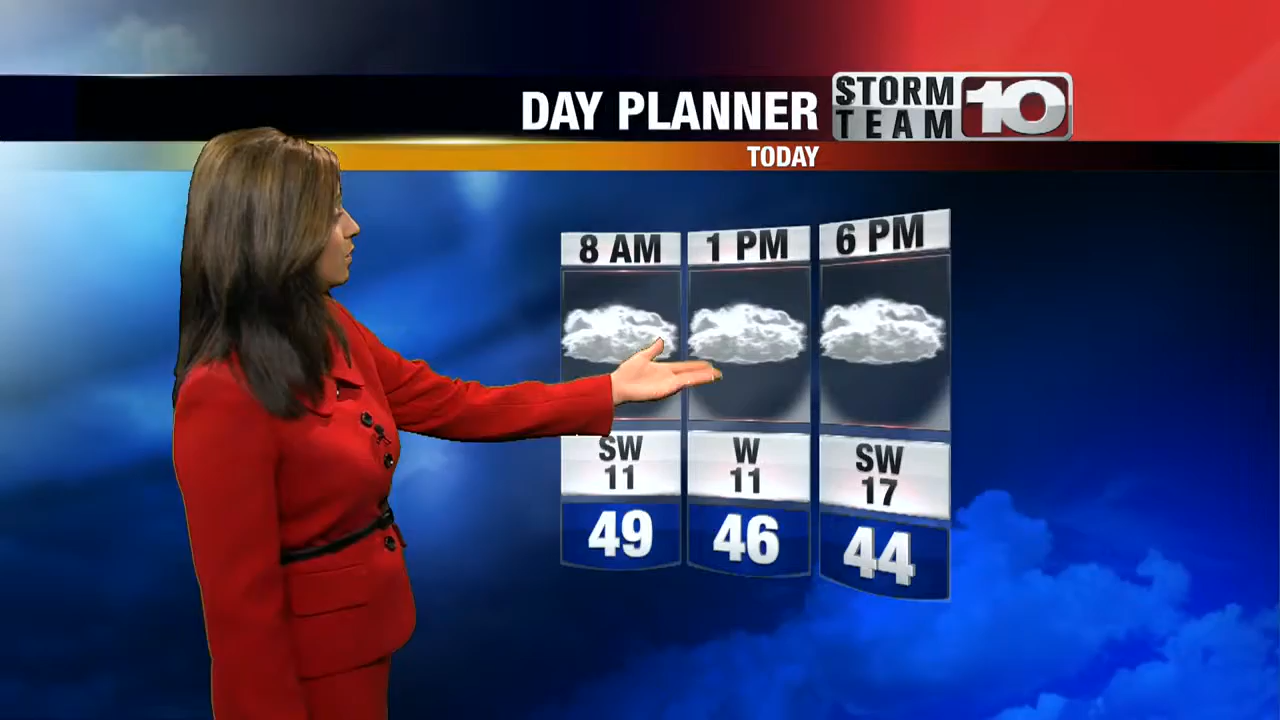 DAY PLANNER
STORM TEAM 10
TODAY
8 AM
1 PM
6 PM
SW 11
W 11
SW 17
49
46
44